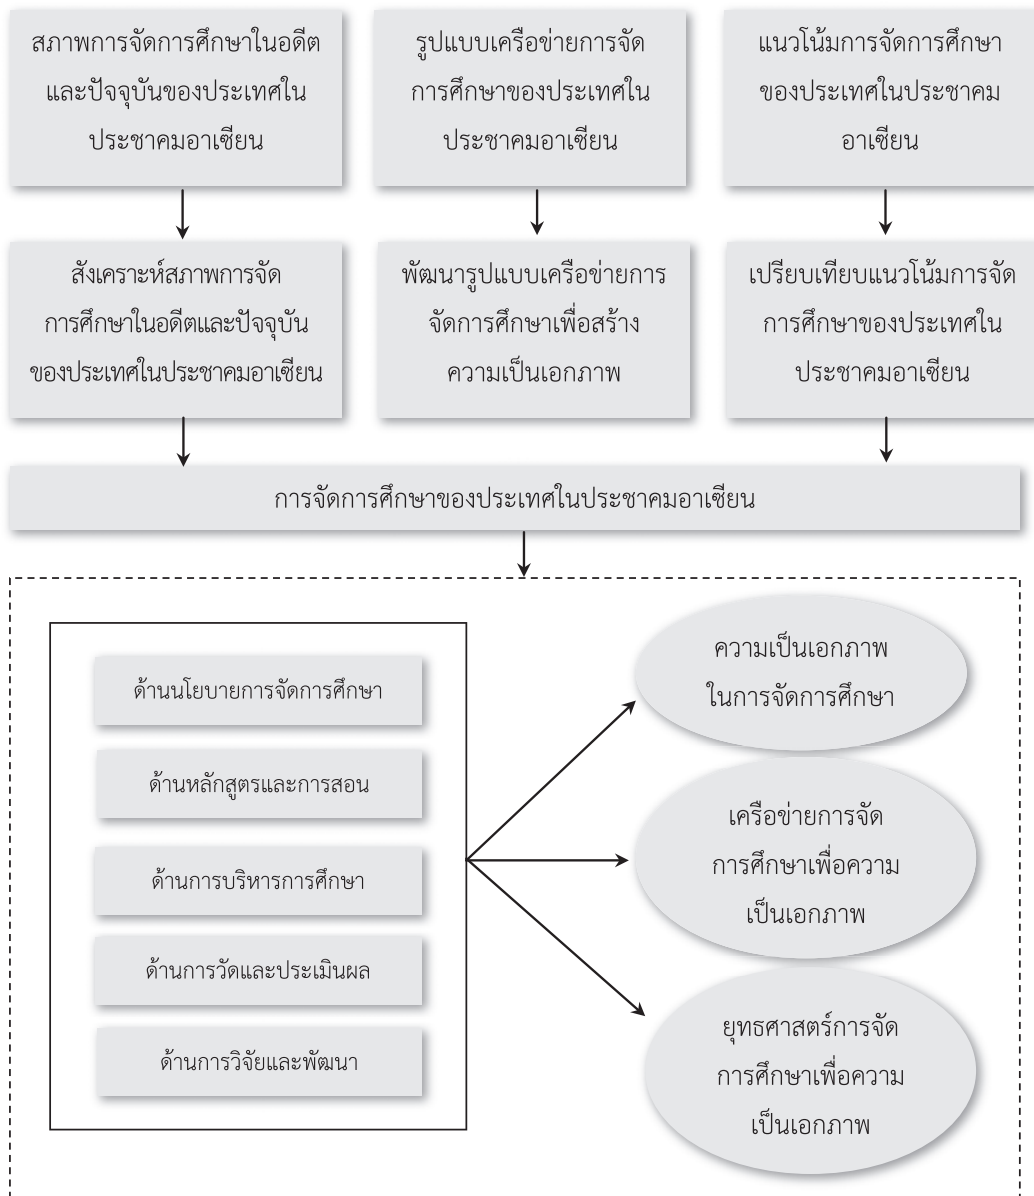 สภาพการจัดการศึกษาในอดีต
และปัจจุบันของประเทศใน
ประชาคมอาเซียน
รูปแบบเครือข่ายการจัด
การศึกษาของประเทศใน
ประชาคมอาเซียน
แนวโน้มการจัดการศึกษา
ของประเทศในประชาคม
อาเซียน
สังเคราะห์สภาพการจัด
การศึกษาในอดีตและปัจจุบัน
ของประเทศในประชาคมอาเซียน
พัฒนารูปแบบเครือข่ายการ
จัดการศึกษาเพื่อสร้าง
ความเป็นเอกภาพ
เปรียบเทียบแนวโน้มการจัด
การศึกษาของประเทศใน
ประชาคมอาเซียน
การจัดการศึกษาของประเทศในประชาคมอาเซียน
ด้านนโยบายการจัดการศึกษา
ด้านหลักสูตรและการสอน
ด้านการบริหารการศึกษา
ด้านการวัดและประเมินผล
ด้านการวิจัยและพัฒนา
ความเป็นเอกภาพ
ในการจัดการศึกษา
เครือข่ายการจัด
การศึกษาเพื่อความ
เป็นเอกภาพ
ยุทธศาสตร์การจัด
การศึกษาเพื่อความ
เป็นเอกภาพ